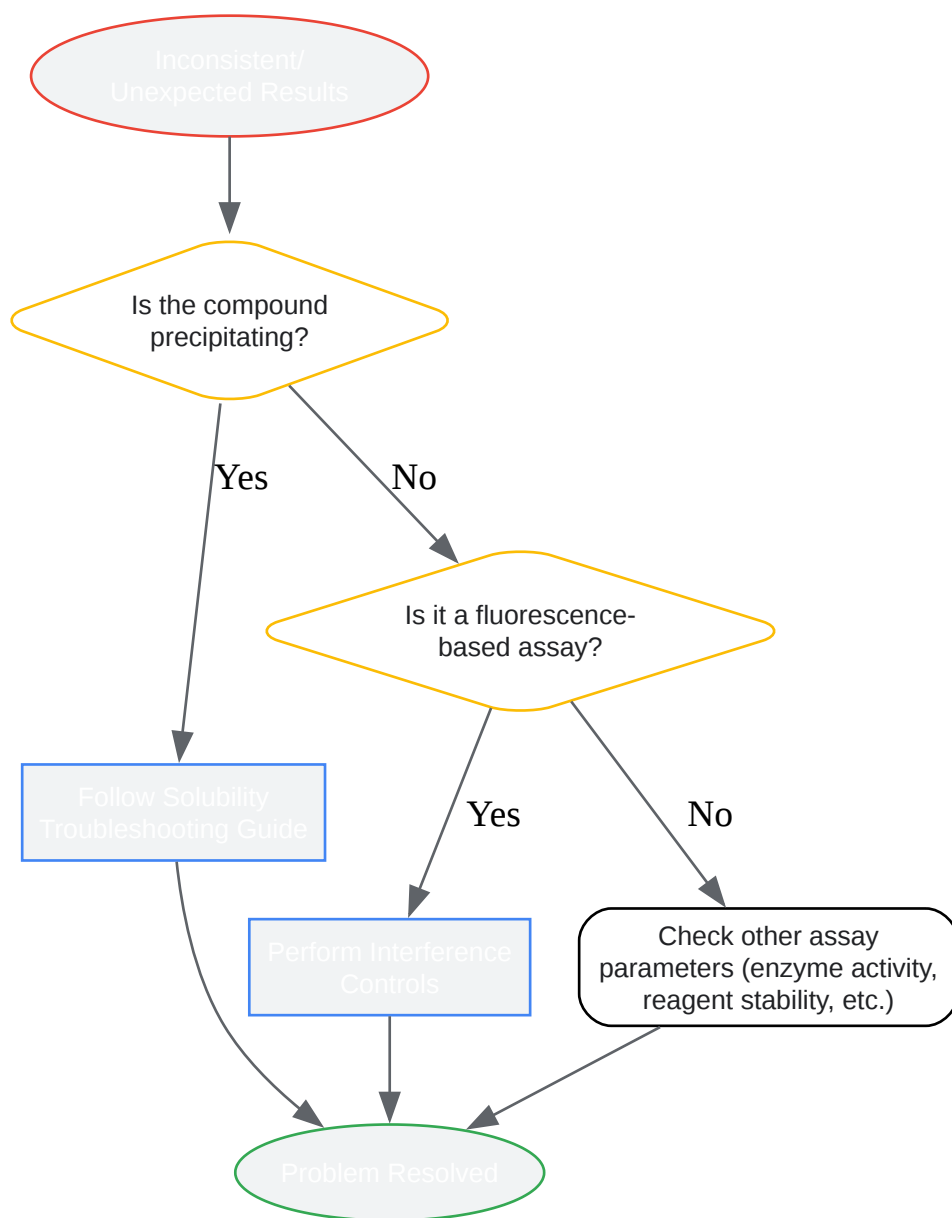 Inconsistent/
Unexpected Results
Is the compound
precipitating?
Yes
No
Is it a fluorescence-
based assay?
Follow Solubility
Troubleshooting Guide
Yes
No
Perform Interference
Controls
Check other assay
parameters (enzyme activity,
reagent stability, etc.)
Problem Resolved